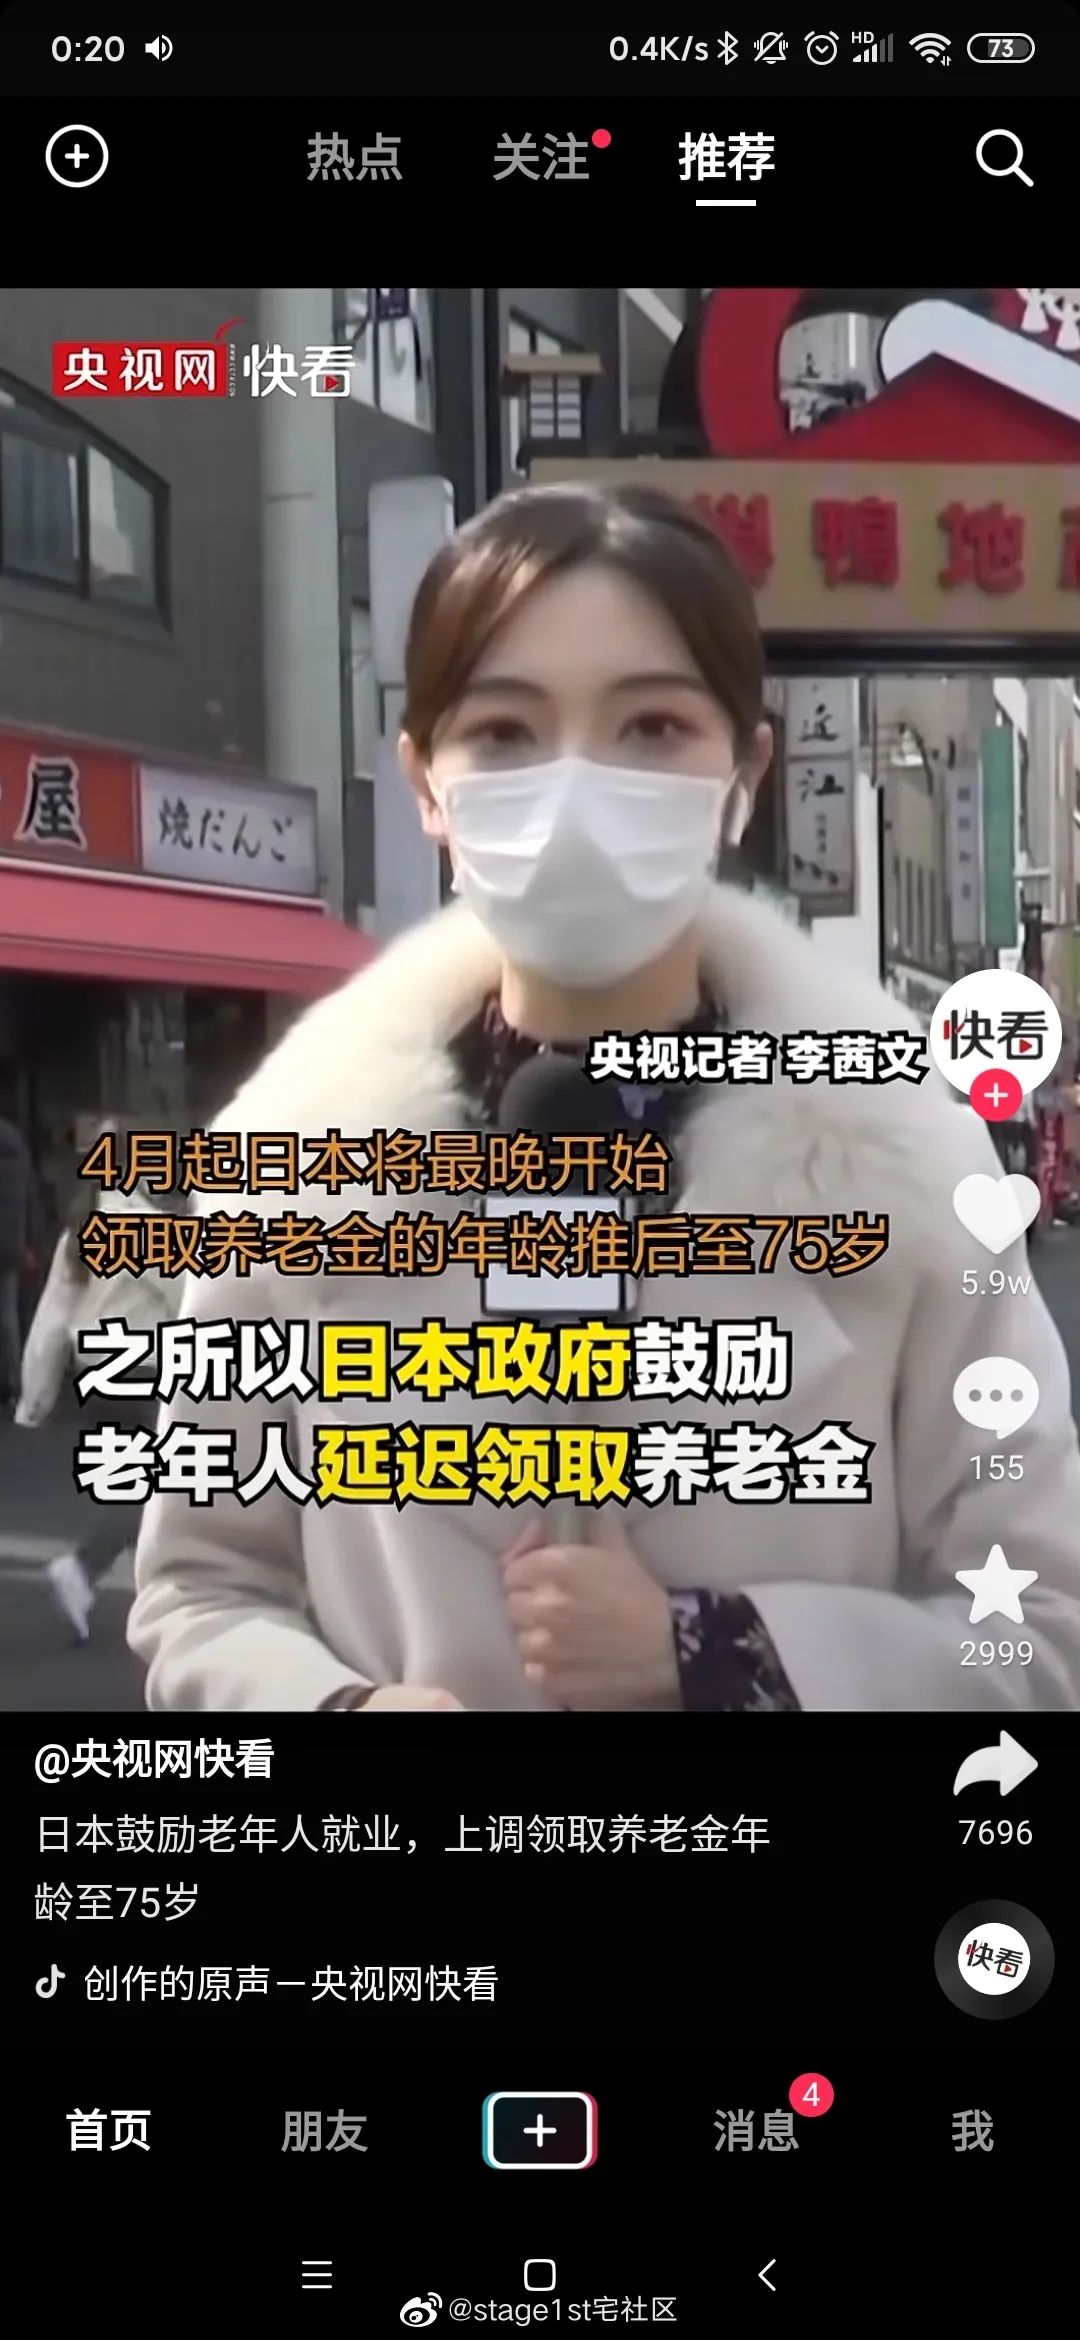 0:20
0.4K/s
HD
73
热点
关注
推荐
央视网
快看
鴨地
屋
焼だんご
近
江
快看
央视记者 李茜文
4月起日本将最晚开始
领取养老金的年龄推后至75岁
之所以日本政府鼓励
老年人延迟领取养老金
5.9w
155
2999
7696
@央视网快看
日本鼓励老年人就业，上调领取养老金年
龄至75岁
创作的原声－央视网快看
快看
首页
朋友
消息
4
我
@stage1st宅社区